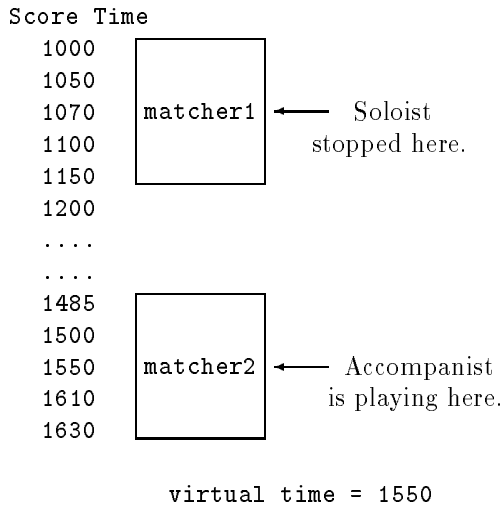 Score Time
1000
1050
1070 matcher1 Soloist
1100 stopped here.
1150
1200
....
....
1485
1500
1550 matcher2 Accompanist
1610 is playing here.
1630
virtual time = 1550